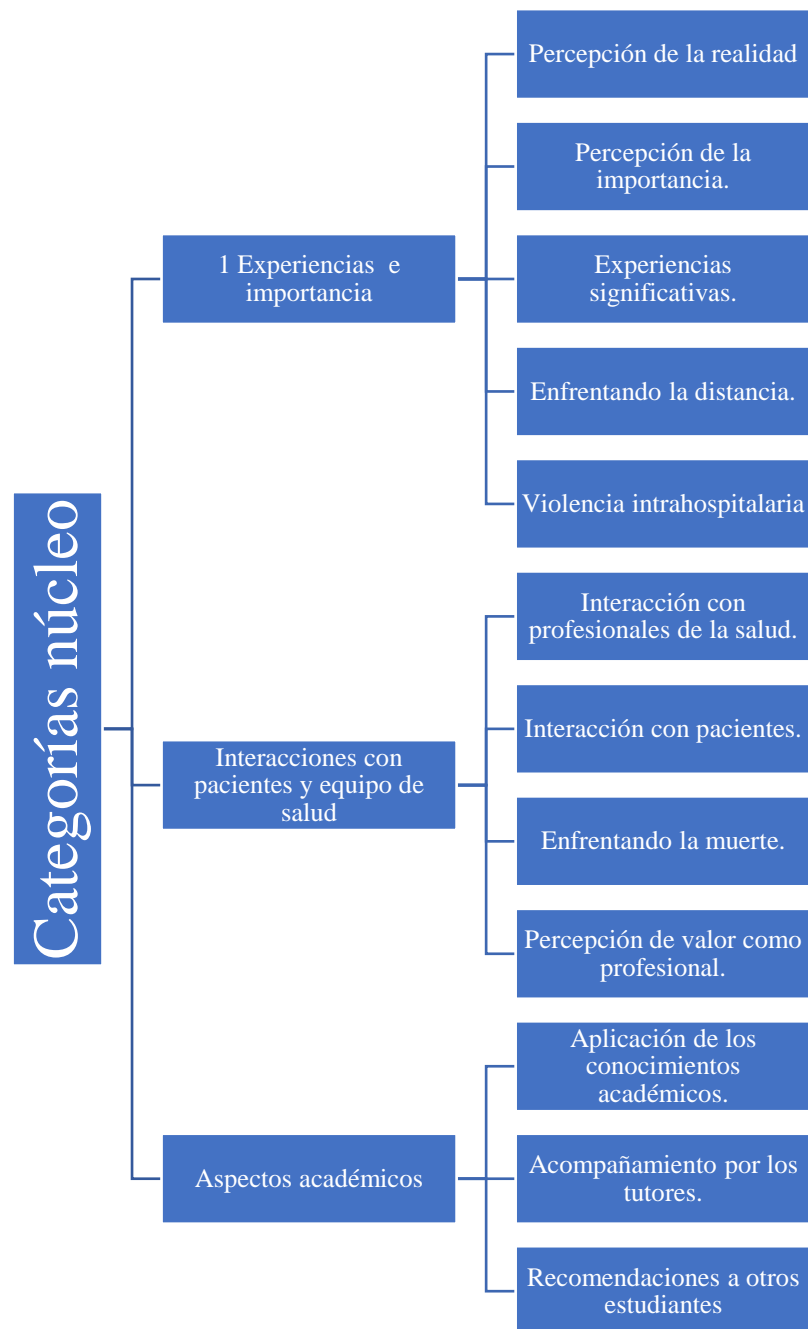 Categorías núcleo
1 Experiencias e
importancia
Percepción de la realidad
Percepción de la
importancia.
Experiencias
significativas.
Enfrentando la distancia.
Violencia intrahospitalaria
Interacciones con
pacientes y equipo de
salud
Interacción con
profesionales de la salud.
Interacción con pacientes.
Enfrentando la muerte.
Percepción de valor como
profesional.
Aspectos académicos
Aplicación de los
conocimientos
académicos.
Acompañamiento por los
tutores.
Recomendaciones a otros
estudiantes